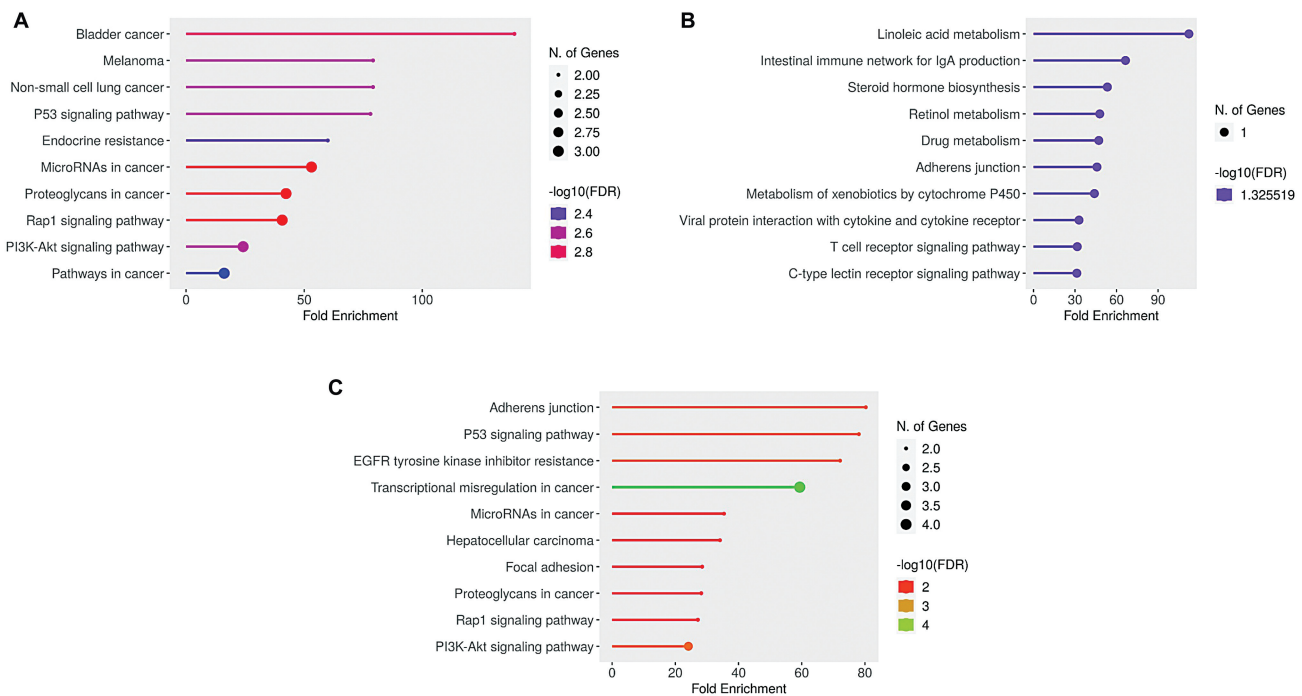 A
Bladder cancer
Melanoma
Non-small cell lung cancer
P53 signaling pathway
Endocrine resistance
MicroRNAs in cancer
Proteoglycans in cancer
Rap1 signaling pathway
PI3K-Akt signaling pathway
Pathways in cancer
0 50 100
Fold Enrichment
N. of Genes
2.00
2.25
2.50
2.75
3.00
-log10(FDR)
2.4
2.6
2.8
B
Linoleic acid metabolism
Intestinal immune network for IgA production
Steroid hormone biosynthesis
Retinol metabolism
Drug metabolism
Adherens junction
Metabolism of xenobiotics by cytochrome P450
Viral protein interaction with cytokine and cytokine receptor
T cell receptor signaling pathway
C-type lectin receptor signaling pathway
0 30 60 90
Fold Enrichment
N. of Genes
1
-log10(FDR)
1.325519
C
Adherens junction
P53 signaling pathway
EGFR tyrosine kinase inhibitor resistance
Transcriptional misregulation in cancer
MicroRNAs in cancer
Hepatocellular carcinoma
Focal adhesion
Proteoglycans in cancer
Rap1 signaling pathway
PI3K-Akt signaling pathway
0 20 40 60 80
Fold Enrichment
N. of Genes
2.0
2.5
3.0
3.5
4.0
-log10(FDR)
2
3
4